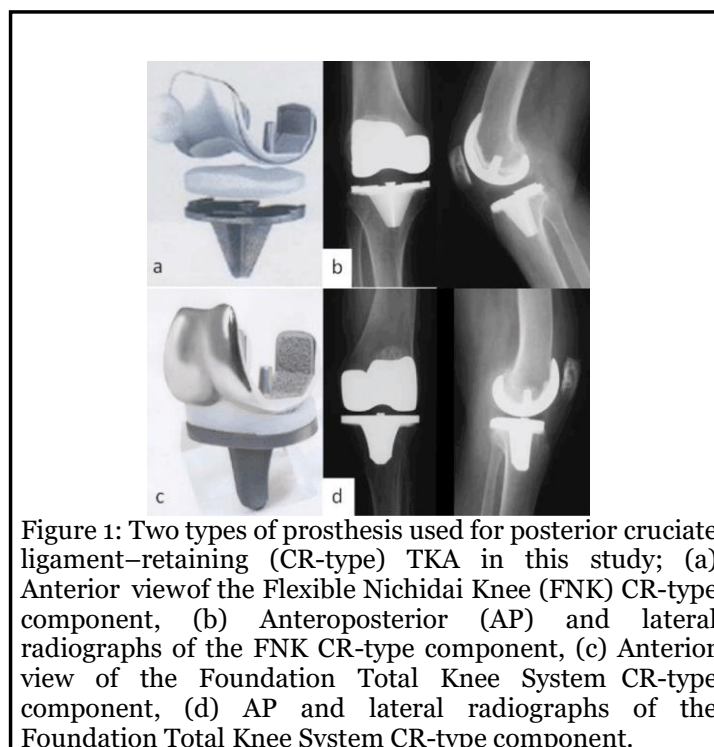 a
b
c
d
Figure 1: Two types of prosthesis used for posterior cruciate
ligament–retaining (CR-type) TKA in this study; (a)
Anterior viewof the Flexible Nichidai Knee (FNK) CR-type
component, (b) Anteroposterior (AP) and lateral
radiographs of the FNK CR-type component, (c) Anterior
view of the Foundation Total Knee System CR-type
component, (d) AP and lateral radiographs of the
Foundation Total Knee System CR-type component.